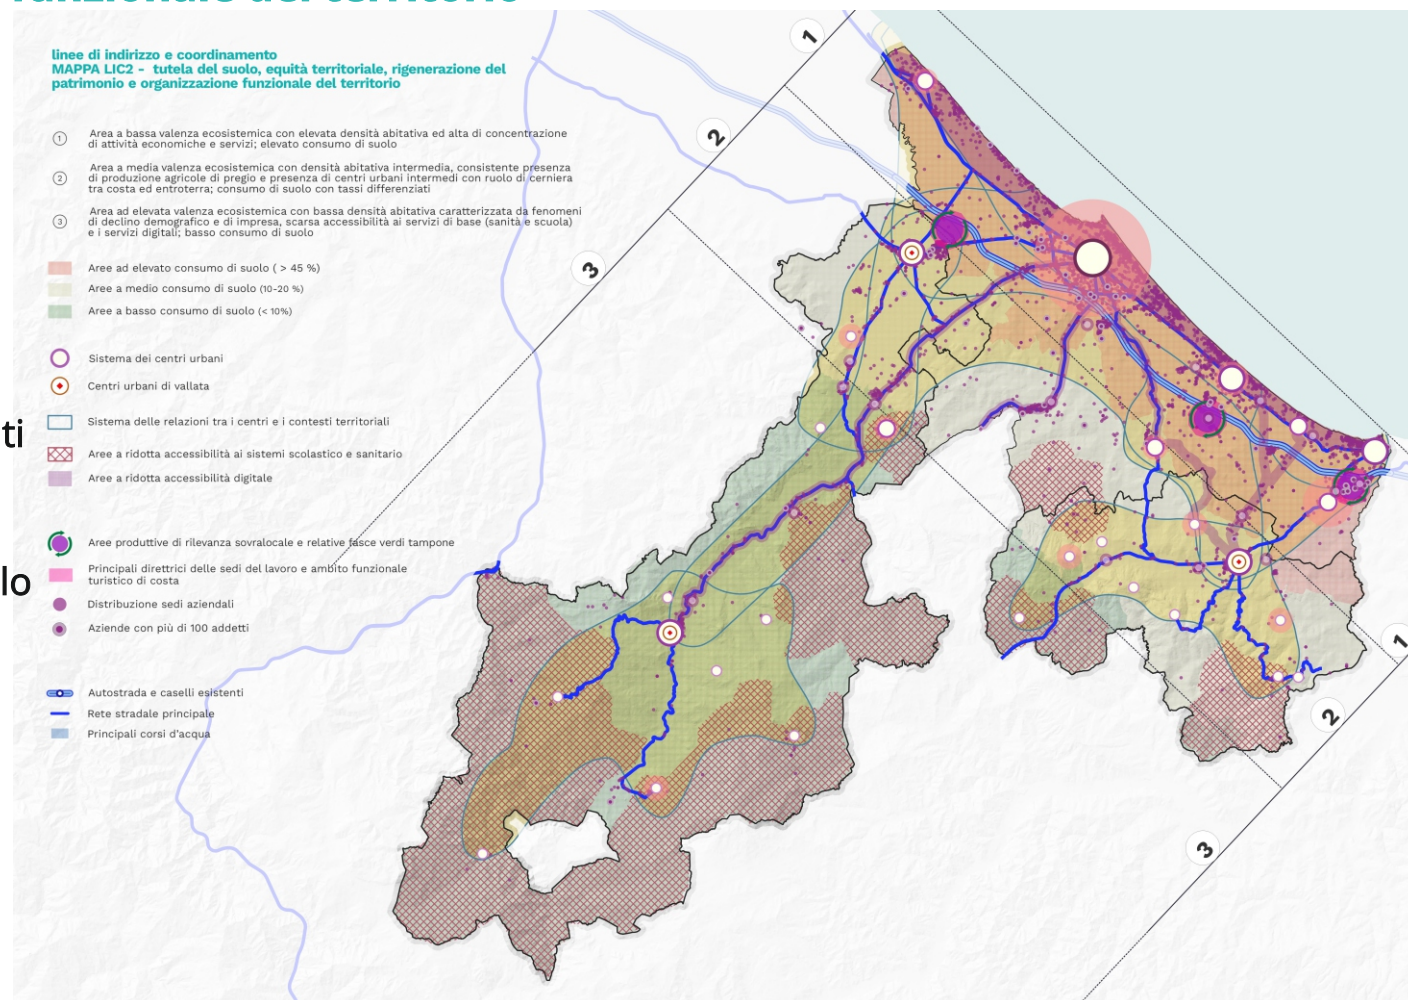 linee di indirizzo e coordinamento
MAPPA LIC2 - tutela del suolo, equità territoriale, rigenerazione del
patrimonio e organizzazione funzionale del territorio
1
Area a bassa valenza ecosistemica con elevata densità abitativa ed alta di concentrazione
di attività economiche e servizi; elevato consumo di suolo
2
Area a media valenza ecosistemica con densità abitativa intermedia, consistente presenza
di produzione agricole di pregio e presenza di centri urbani intermedi con ruolo di cerniera
tra costa ed entroterra; consumo di suolo con tassi differenziati
3
Area ad elevata valenza ecosistemica con bassa densità abitativa caratterizzata da fenomeni
di declino demografico e di impresa, scarsa accessibilità ai servizi di base (sanità e scuola)
e i servizi digitali; basso consumo di suolo
Aree ad elevato consumo di suolo ( > 45 %)
Aree a medio consumo di suolo (10-20 %)
Aree a basso consumo di suolo (< 10%)
Sistema dei centri urbani
Centri urbani di vallata
Sistema delle relazioni tra i centri e i contesti territoriali
Aree a ridotta accessibilità ai sistemi scolastico e sanitario
Aree a ridotta accessibilità digitale
Aree produttive di rilevanza sovralocale e relative fasce verdi tampone
Principali direttrici delle sedi del lavoro e ambito funzionale
turistico di costa
Distribuzione sedi aziendali
Aziende con più di 100 addetti
Autostrada e caselli esistenti
Rete stradale principale
Principali corsi d'acqua
ti
lo
1
2
3
1
2
3